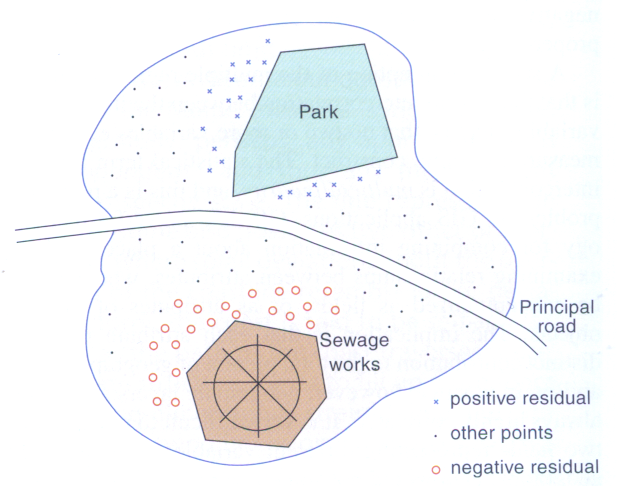 Park
Principal
road
Sewage
works
positive residual
other points
negative residual